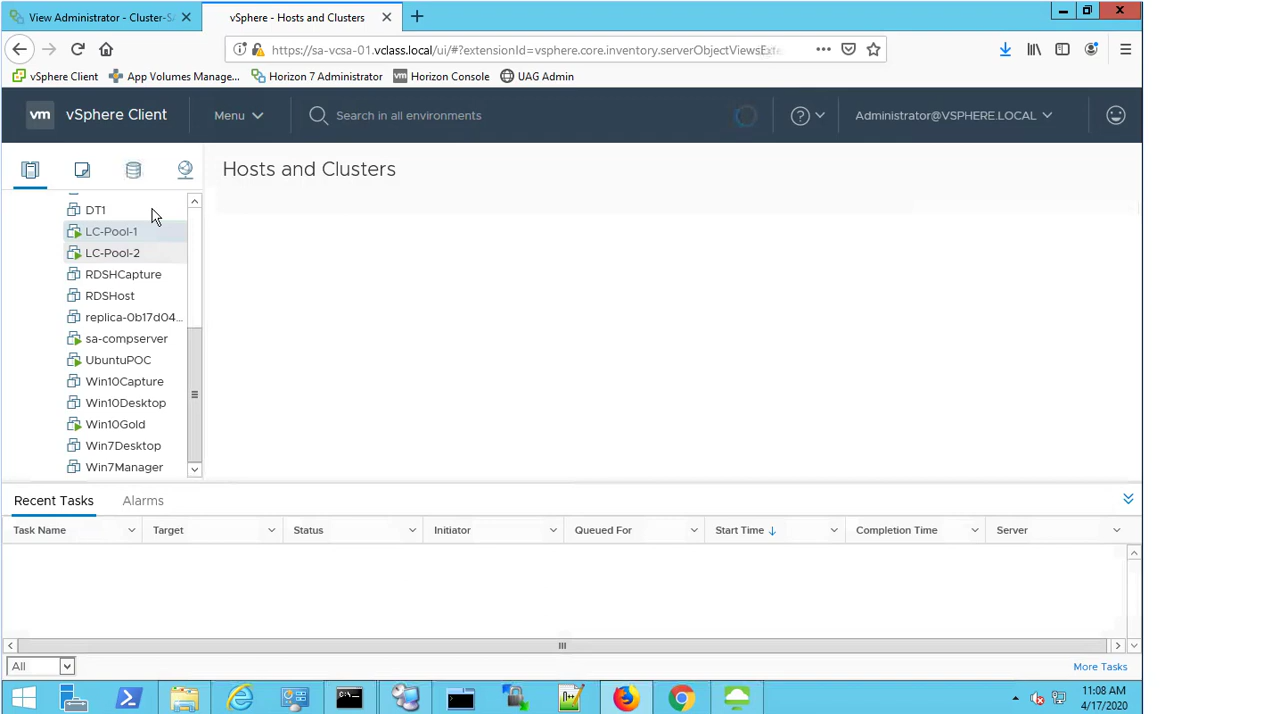 View Administrator - Cluster-S
vSphere - Hosts and Clusters
https://sa-vcsa-01.vclass.local/ui/#?extensionId=vsphere.core.inventory.serverObjectViewsExte
vSphere Client
App Volumes Manage...
Horizon 7 Administrator
vm Horizon Console
UAG Admin
vm vSphere Client
Menu
Search in all environments
Administrator@VSPHERE.LOCAL
Hosts and Clusters
DT1
LC-Pool-1
LC-Pool-2
RDSHCapture
RDSHost
replica-0b17d04...
sa-compserver
UbuntuPOC
Win10Capture
Win10Desktop
Win10Gold
Win7Desktop
Win7Manager
Recent Tasks Alarms
Task Name Target Status Initiator Queued For Start Time Completion Time Server
All More Tasks
11:08 AM
4/17/2020